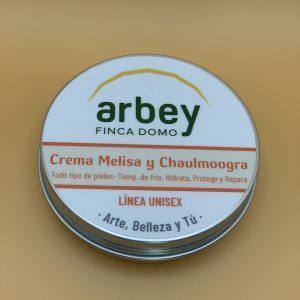 arbey
FINCA DOMO
Crema Melisa y Chaulmoogra
Todo tipo de pieles- Temp. de frío. Hidrata, Protege y Repara
LÍNEA UNISEX
· Arte, Belleza y Tú ·